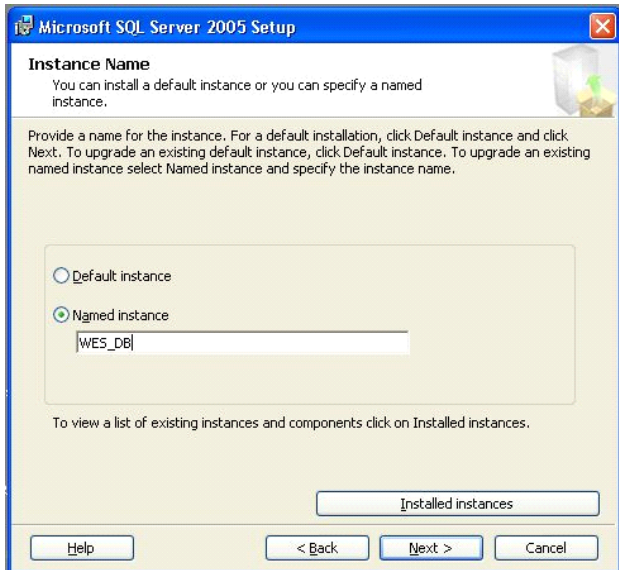 Microsoft SQL Server 2005 Setup
Instance Name
You can install a default instance or you can specify a named
instance.
Provide a name for the instance. For a default installation, click Default instance and click
Next. To upgrade an existing default instance, click Default instance. To upgrade an existing
named instance select Named instance and specify the instance name.
Default instance
Named instance
WES_DB
To view a list of existing instances and components click on Installed instances.
Installed instances
Help
< Back
Next >
Cancel